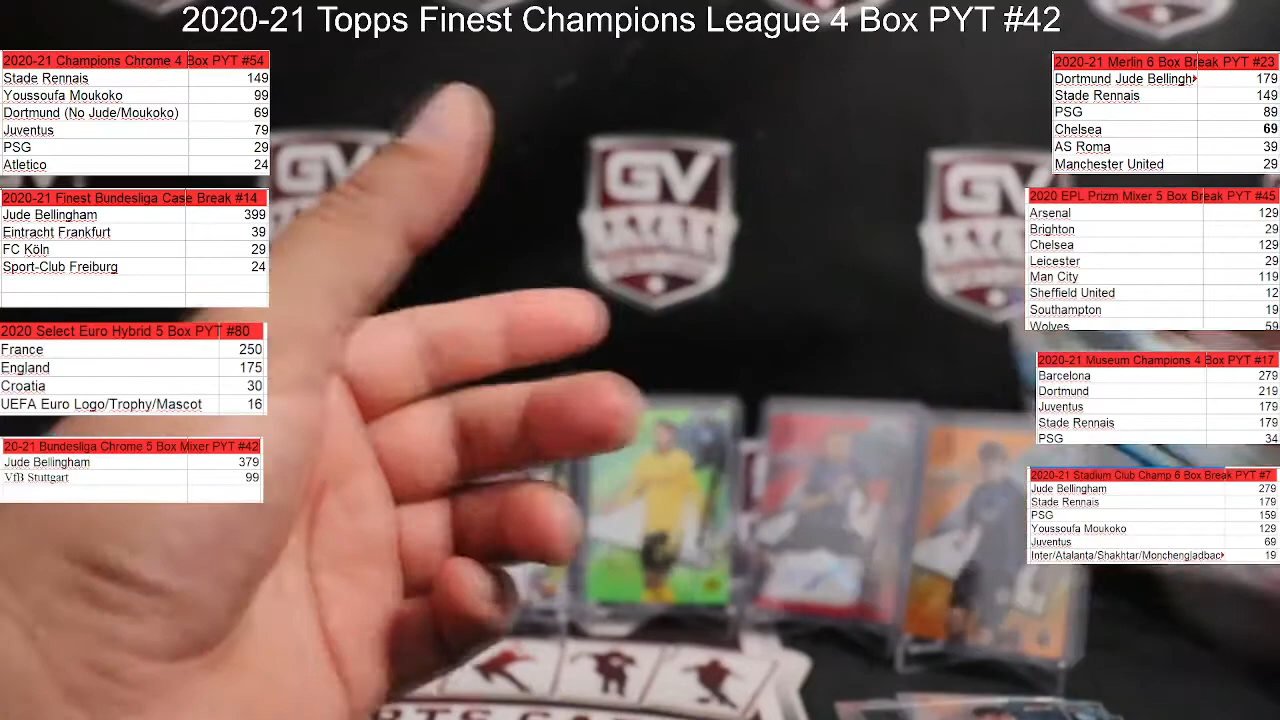 2020-21 Topps Finest Champions League 4 Box PYT #42
2020-21 Champions Chrome 4 Box PYT #54
Stade Rennais 149
Youssoufa Moukoko 99
Dortmund (No Jude/Moukoko) 69
Juventus 79
PSG 29
Atletico 24
2020-21 Finest Bundesliga Case Break #14
Jude Bellingham 399
Eintracht Frankfurt 39
FC Köln 29
Sport-Club Freiburg 24
2020 Select Euro Hybrid 5 Box PYT #80
France 250
England 175
Croatia 30
UEFA Euro Logo/Trophy/Mascot 16
20-21 Bundesliga Chrome 5 Box Mixer PYT #42
Jude Bellingham 379
VfB Stuttgart 99
2020-21 Merlin 6 Box Break PYT #23
Dortmund Jude Bellingh
179
Stade Rennais 149
PSG 89
Chelsea 69
AS Roma 39
Manchester United 29
2020 EPL Prizm Mixer 5 Box Break PYT #45
Arsenal 129
Brighton 29
Chelsea 129
Leicester 29
Man City 119
Sheffield United 12
Southampton 19
Wolves 59
2020-21 Museum Champions 4 Box PYT #17
Barcelona 279
Dortmund 219
Juventus 179
Stade Rennais 179
PSG 34
2020-21 Stadium Club Champ 6 Box Break PYT #7
Jude Bellingham 279
Stade Rennais 179
PSG 159
Youssoufa Moukoko 129
Juventus 69
Inter/Atalanta/Shakhtar/Monchengladbac 19
GV
GV
GV